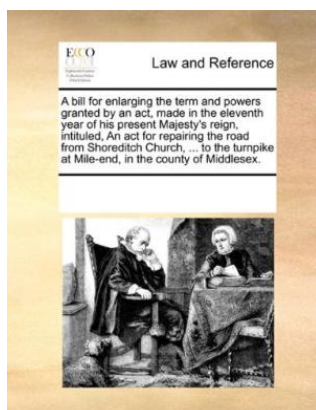 ECCO
Law and Reference
A bill for enlarging the term and powers
granted by an act, made in the eleventh
year of his present Majesty's reign,
intituled, An act for repairing the road
from Shoreditch Church, ... to the turnpike
at Mile-end, in the county of Middlesex.